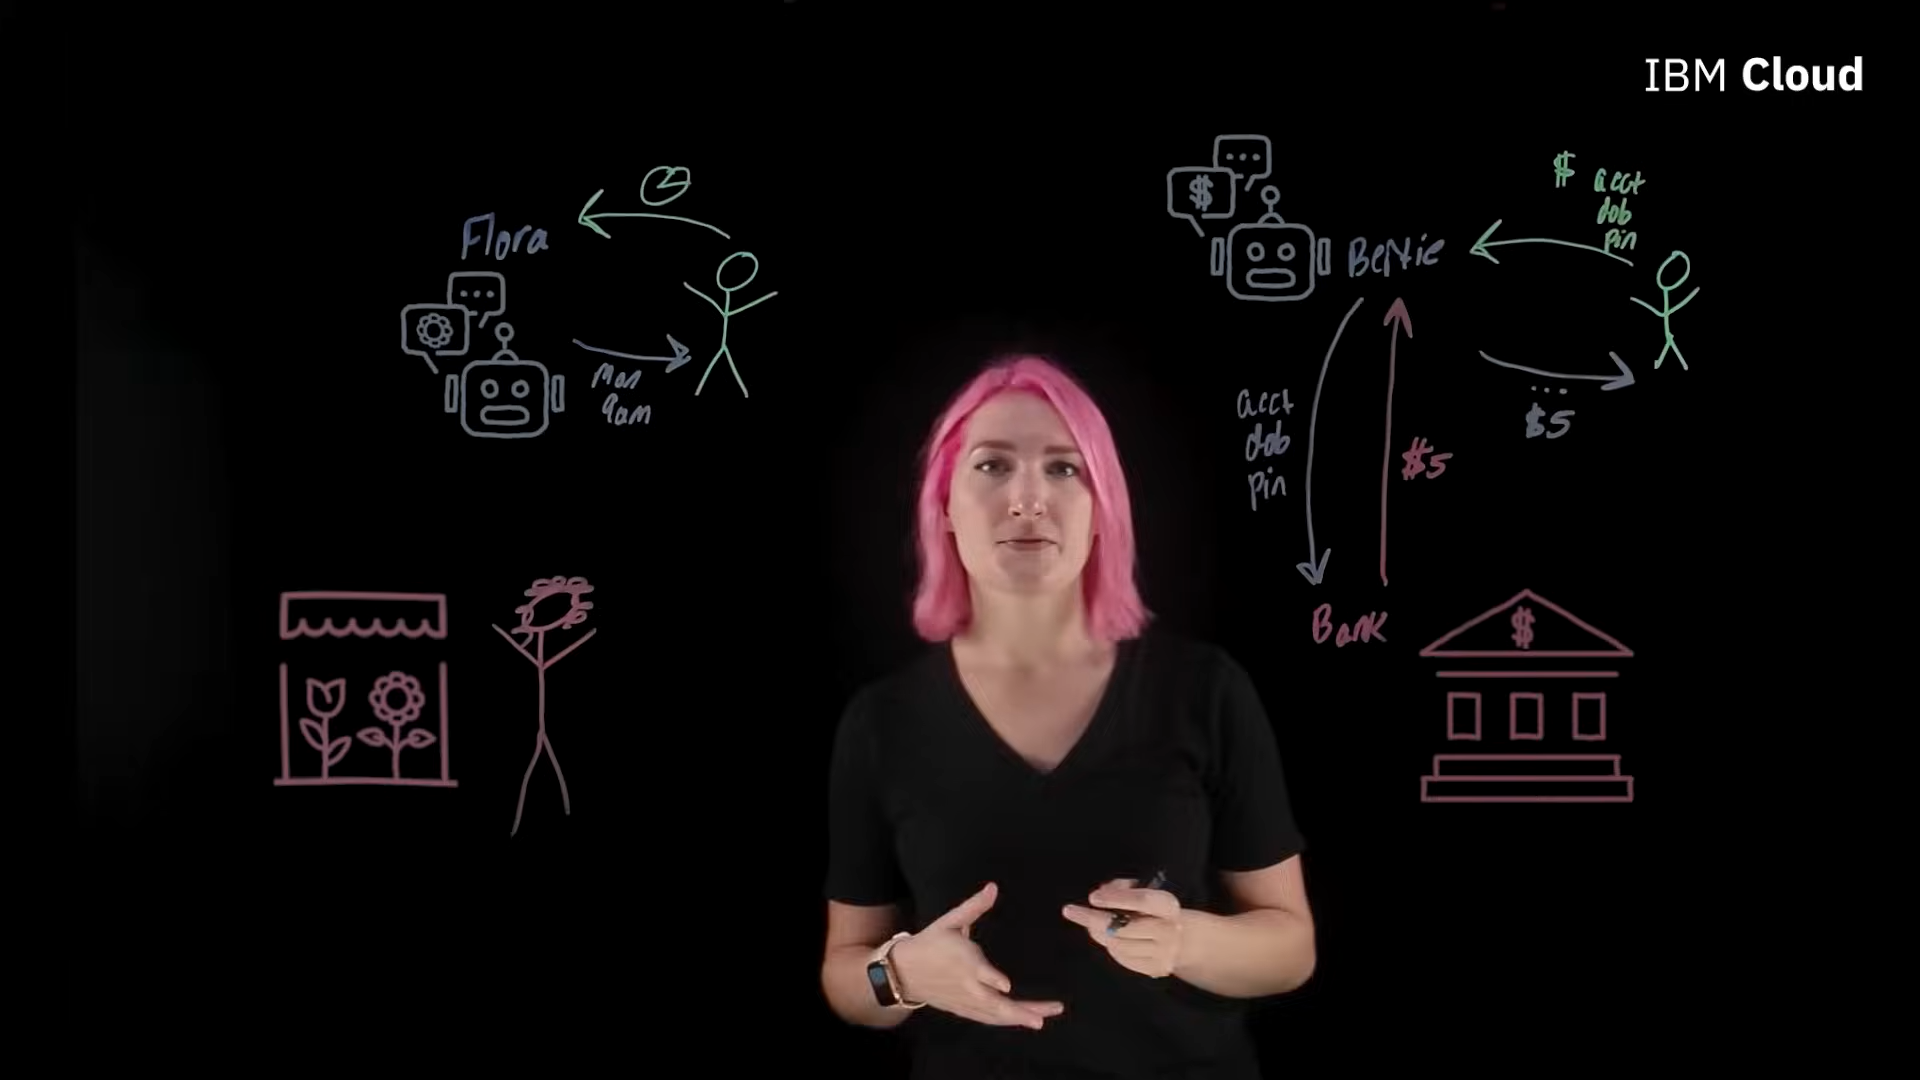 IBM Cloud
Flora
Mon
9am
$
Bertie
$
acct
dob
pin
...
$5
acct
dob
pin
$5
Bank
$